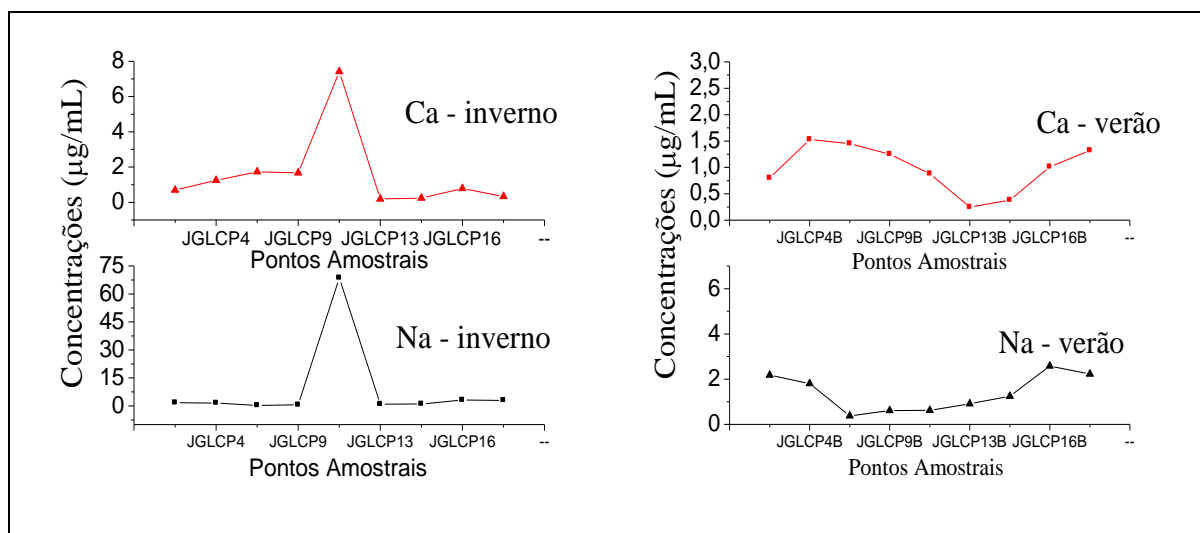 Concentrações (µg/mL)
8
6
4
2
0
Ca - inverno
JGLCP4 JGLCP9 JGLCP13 JGLCP16 --
Pontos Amostrais
75
60
45
30
15
0
Na - inverno
JGLCP4 JGLCP9 JGLCP13 JGLCP16 --
Pontos Amostrais
Concentrações (µg/mL)
3,0
2,5
2,0
1,5
1,0
0,5
0,0
Ca - verão
JGLCP4B JGLCP9B JGLCP13B JGLCP16B --
Pontos Amostrais
6
4
2
0
Na - verão
JGLCP4B JGLCP9B JGLCP13B JGLCP16B --
Pontos Amostrais